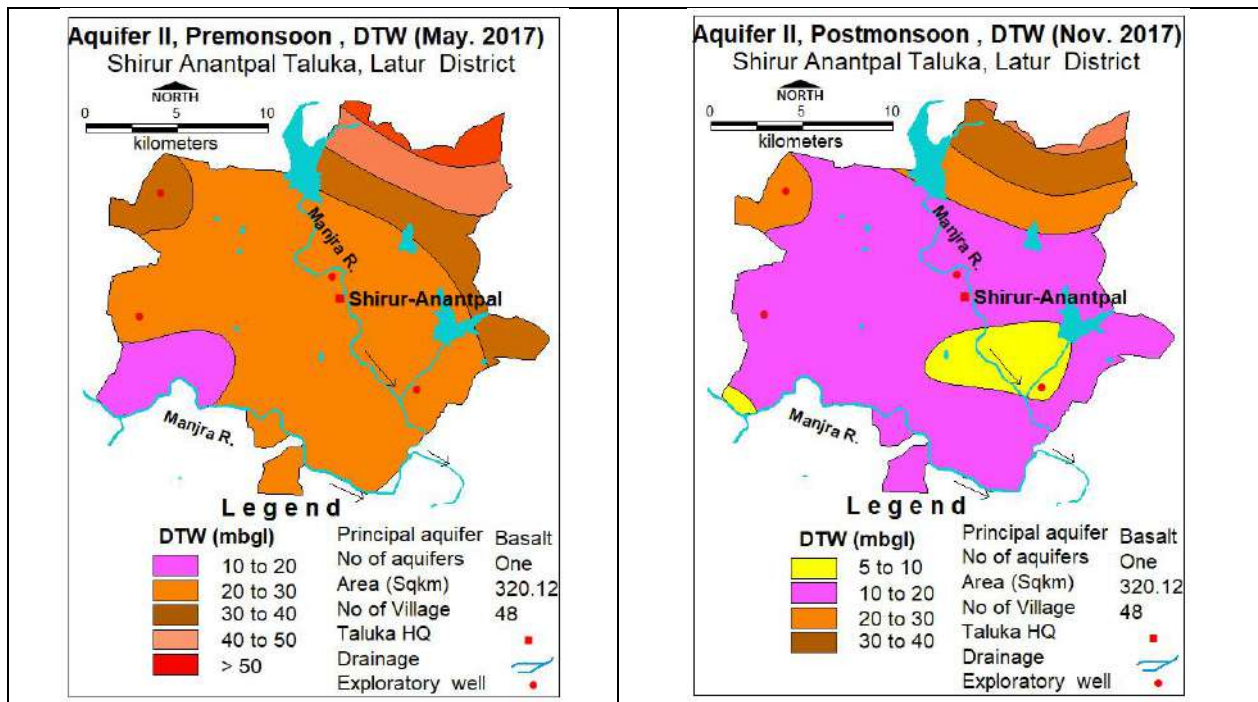 Aquifer II, Premonsoon , DTW (May. 2017)
Shirur Anantpal Taluka, Latur District
NORTH
0 5 10
kilometers
Manjra R.
Shirur-Anantpal
Manjra R.
Legend
DTW (mbgl)
10 to 20
20 to 30
30 to 40
40 to 50
> 50
Principal aquifer Basalt
No of aquifers One
Area (Sqkm) 320.12
No of Village 48
Taluka HQ
Drainage
Exploratory well
Aquifer II, Postmonsoon , DTW (Nov. 2017)
Shirur Anantpal Taluka, Latur District
NORTH
0 5 10
kilometers
Manjra R.
Shirur-Anantpal
Manjra R.
Legend
DTW (mbgl)
5 to 10
10 to 20
20 to 30
30 to 40
Principal aquifer Basalt
No of aquifers One
Area (Sqkm) 320.12
No of Village 48
Taluka HQ
Drainage
Exploratory well